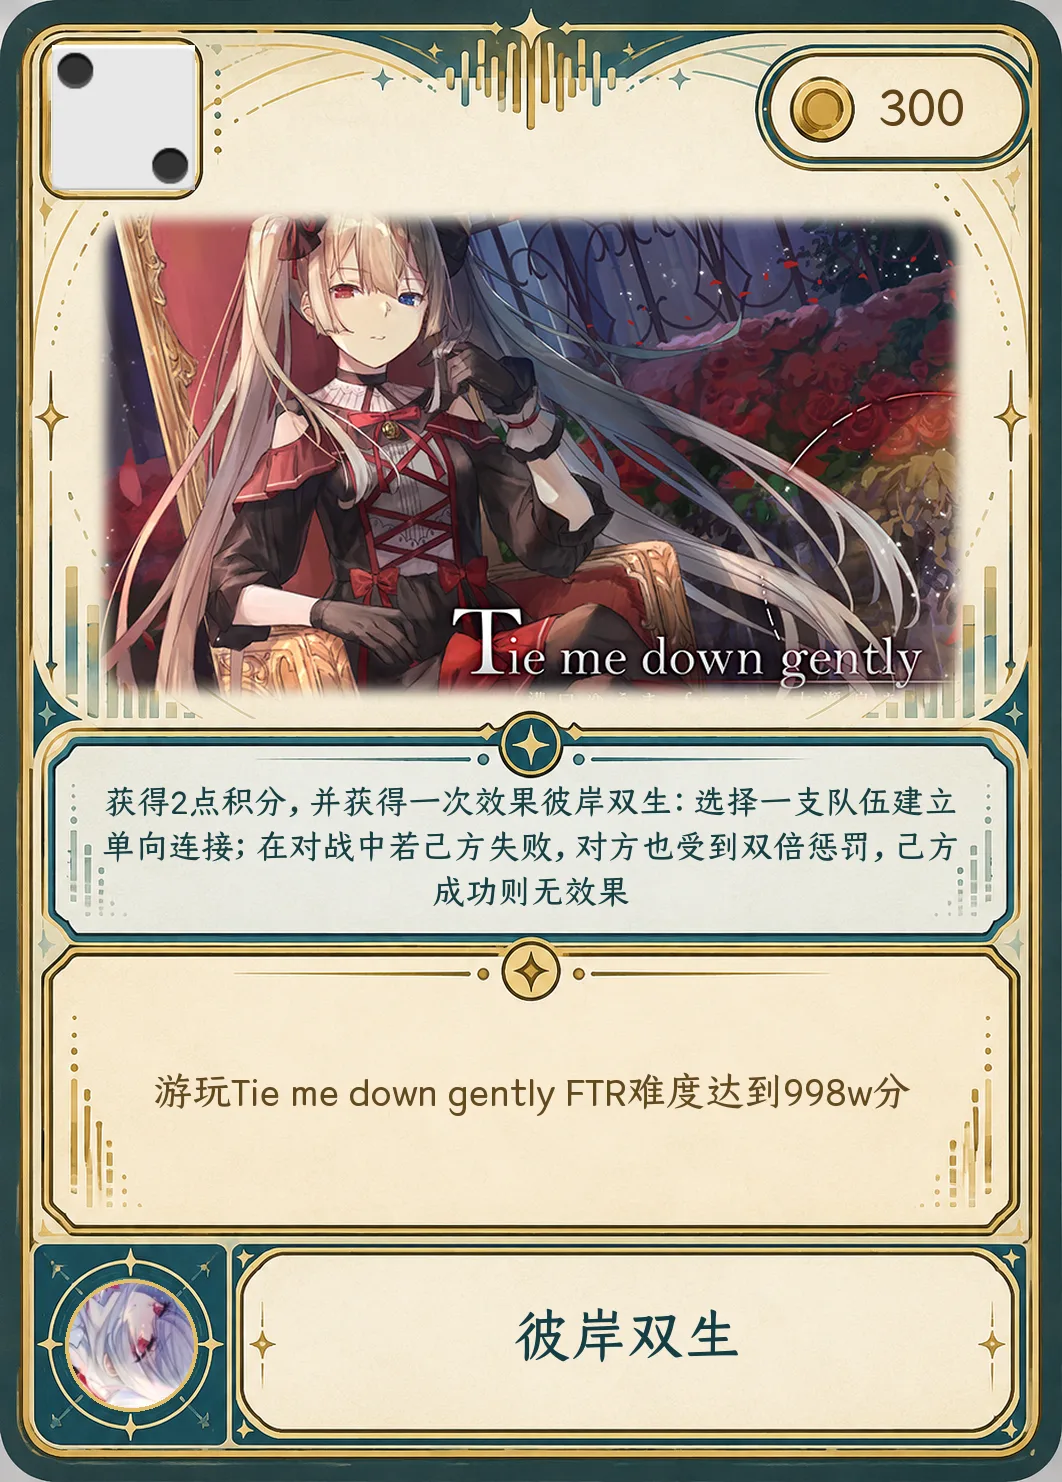 300
Tie me down gently
获得2点积分，并获得一次效果彼岸双生：选择一支队伍建立
单向连接；在对战中若己方失败，对方也受到双倍惩罚，己方
成功则无效果
游玩Tie me down gently FTR难度达到998w分
彼岸双生